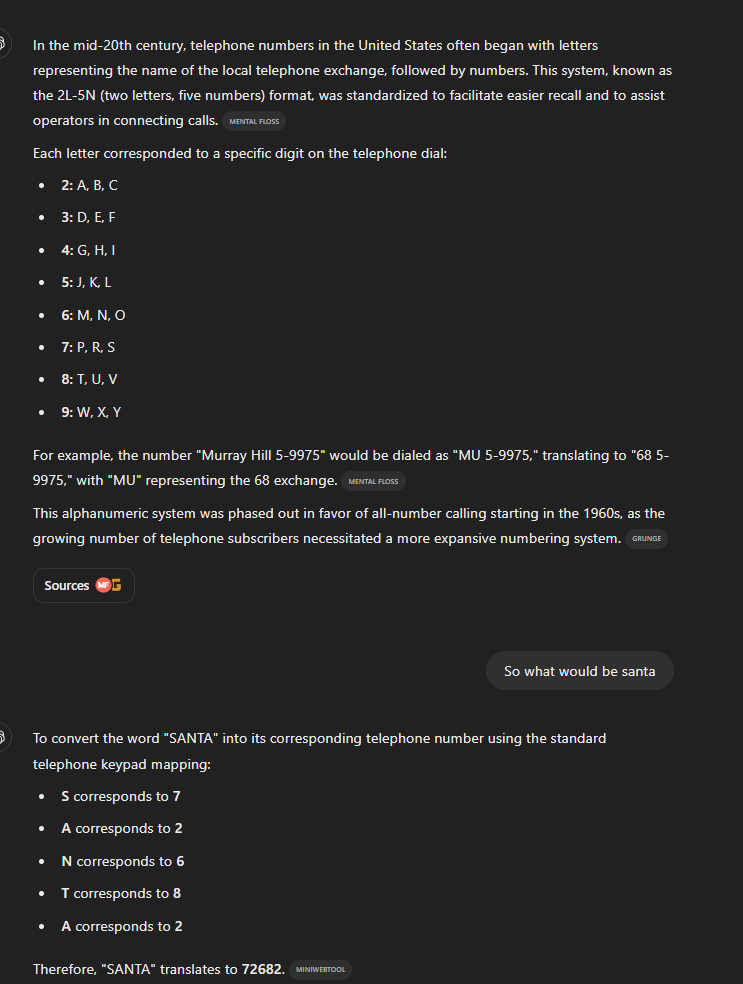 In the mid-20th century, telephone numbers in the United States often began with letters
representing the name of the local telephone exchange, followed by numbers. This system, known as
the 2L-5N (two letters, five numbers) format, was standardized to facilitate easier recall and to assist
operators in connecting calls. MENTAL FLOSS
Each letter corresponded to a specific digit on the telephone dial:
• 2: A, B, C
• 3: D, E, F
• 4: G, H, I
• 5: J, K, L
• 6: M, N, O
• 7: P, R, S
• 8: T, U, V
• 9: W, X, Y
For example, the number "Murray Hill 5-9975" would be dialed as "MU 5-9975," translating to "68 5-
9975," with "MU" representing the 68 exchange. MENTAL FLOSS
This alphanumeric system was phased out in favor of all-number calling starting in the 1960s, as the
growing number of telephone subscribers necessitated a more expansive numbering system. GRUNGE
Sources MF G
So what would be santa
To convert the word "SANTA" into its corresponding telephone number using the standard
telephone keypad mapping:
• S corresponds to 7
• A corresponds to 2
• N corresponds to 6
• T corresponds to 8
• A corresponds to 2
Therefore, "SANTA" translates to 72682. MINIWEBTOOL